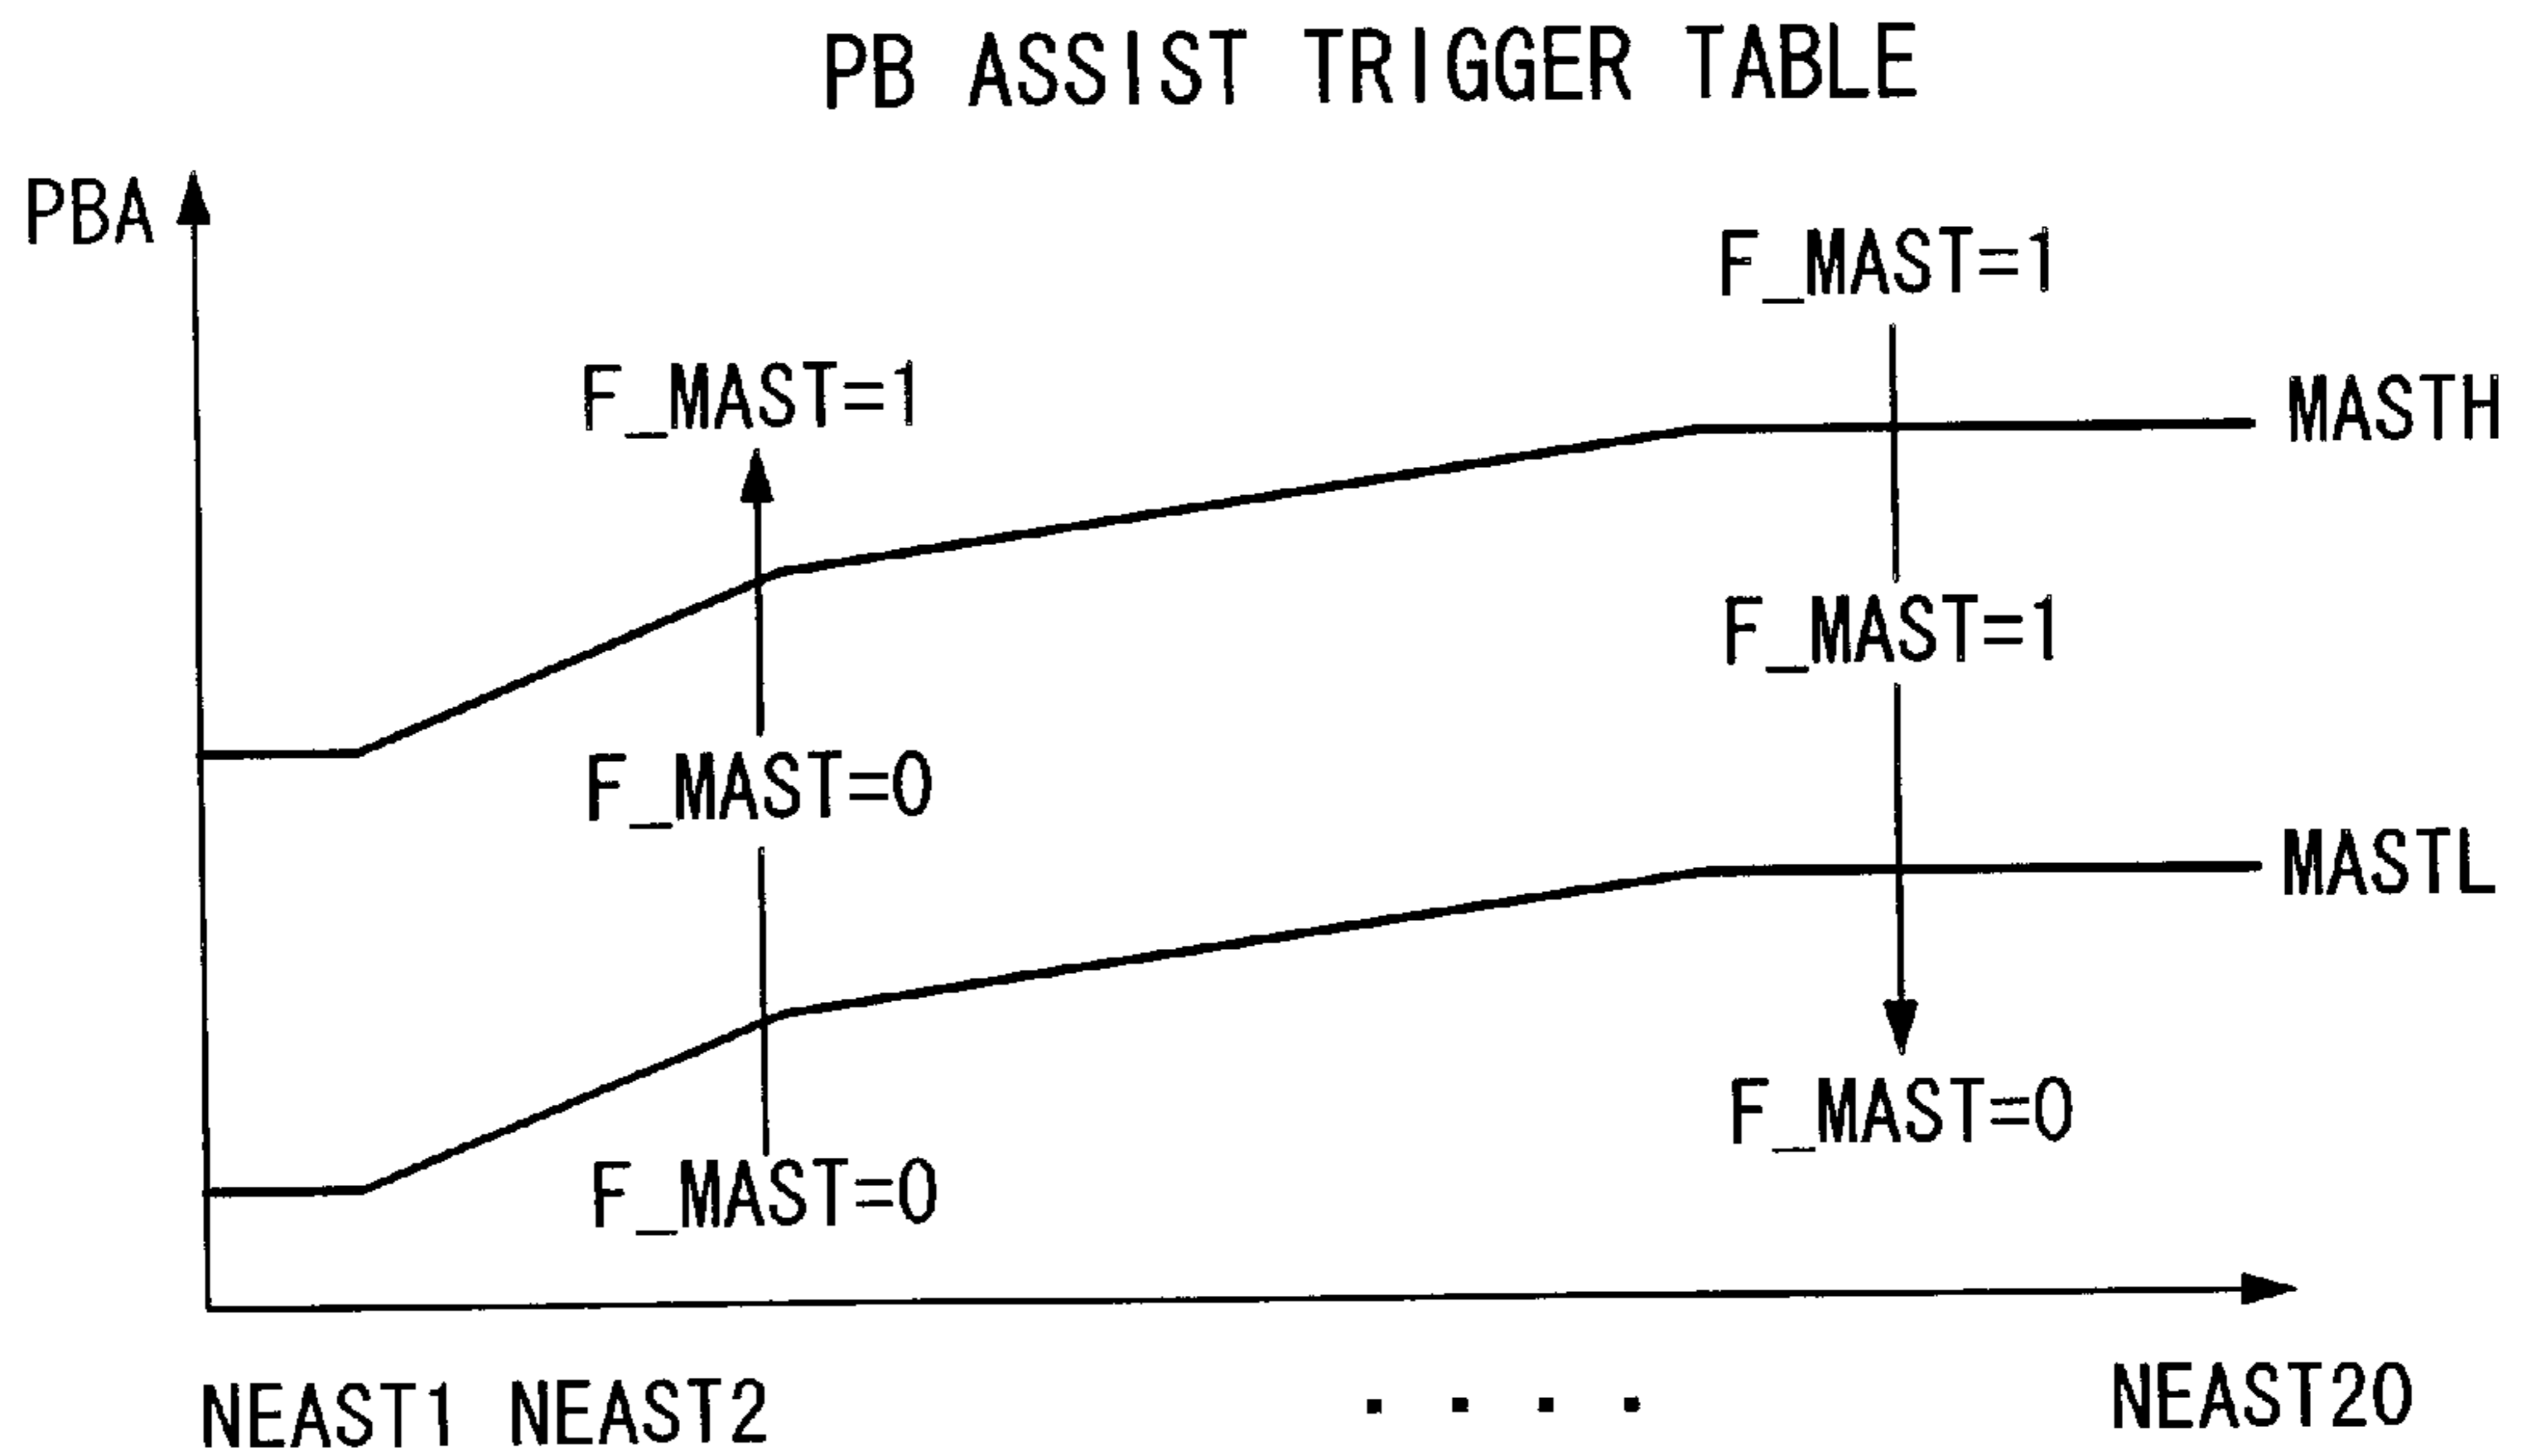 PB ASSIST TRIGGER TABLE
PBA
F_MAST=1
F_MAST=1
MASTH
F_MAST=1
F_MAST=0
MASTL
F_MAST=0
F_MAST=0
NEAST1 NEAST2 · · · · NEAST20